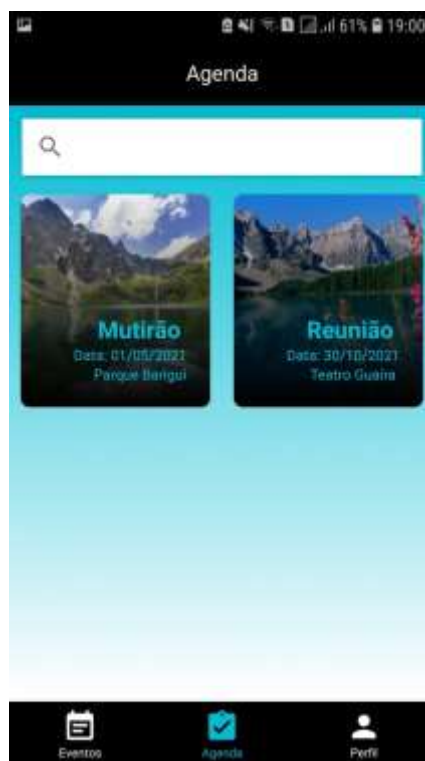 61% 19:00
Agenda
Mutirão
Data: 01/05/2021
Parque Barigui
Reunião
Data: 30/10/2021
Teatro Guaira
Eventos
Agenda
Perfil